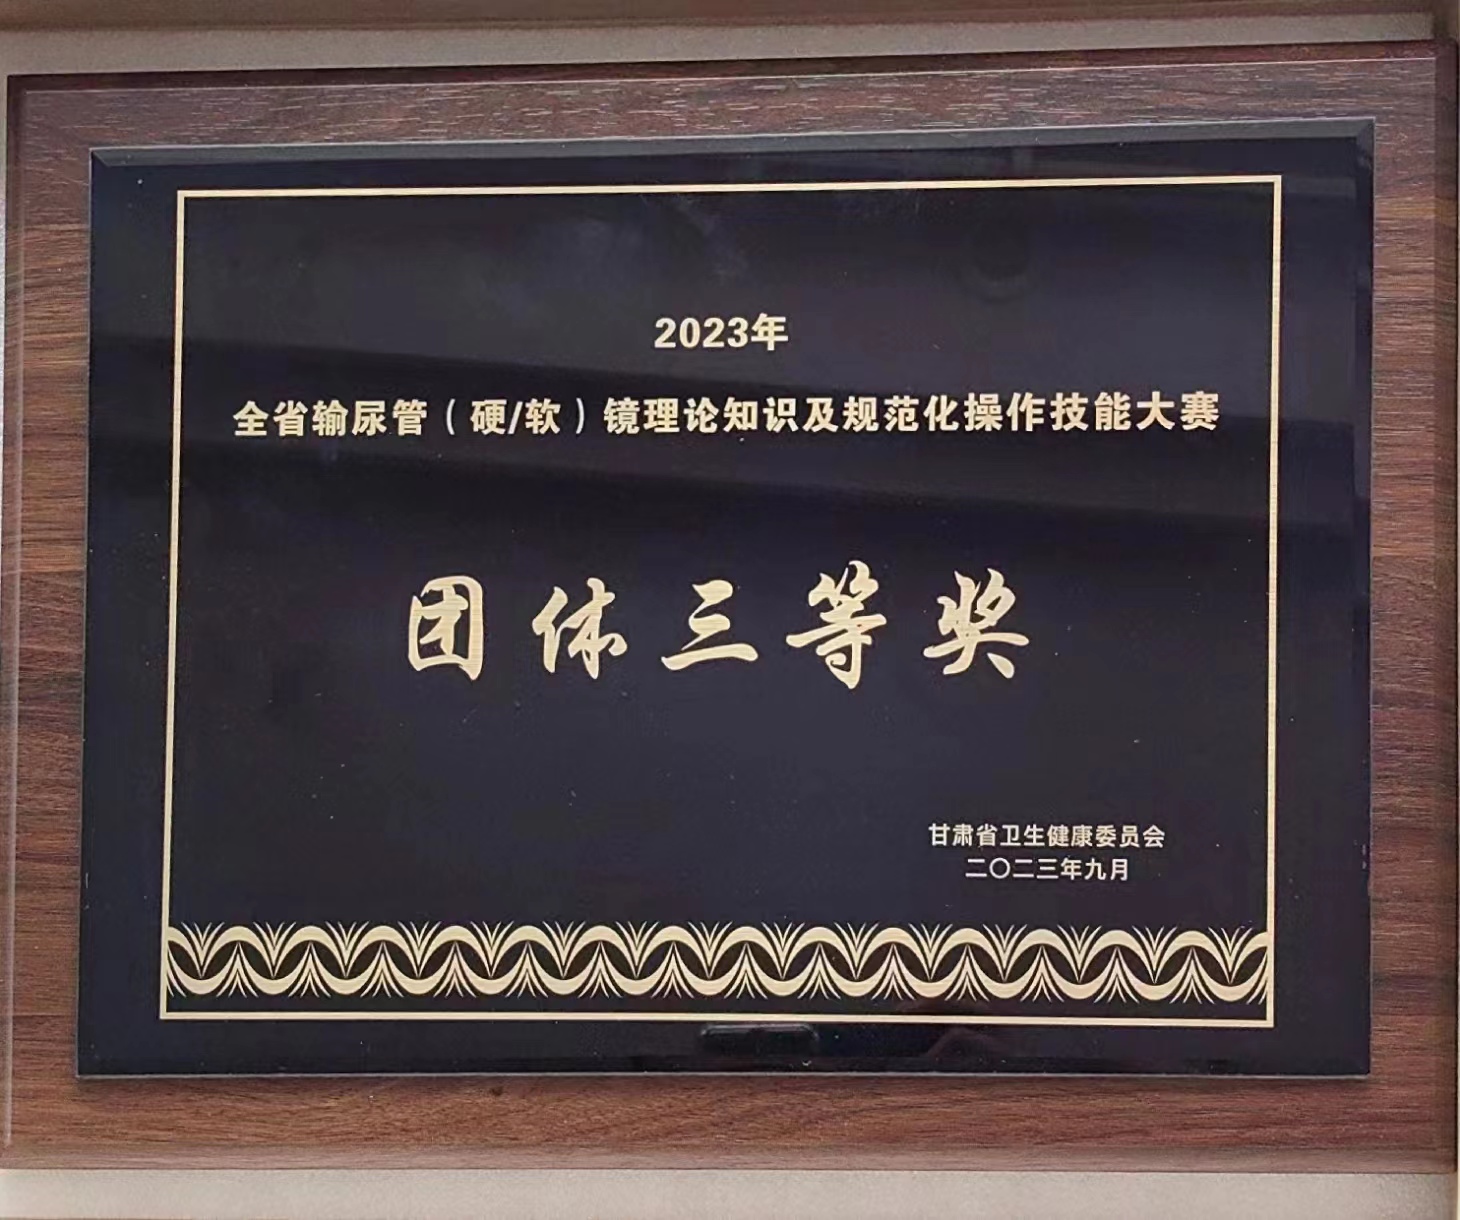 2023年
全省输尿管（硬/软）镜理论知识及规范化操作技能大赛
团体三等奖
甘肃省卫生健康委员会
二〇二三年九月